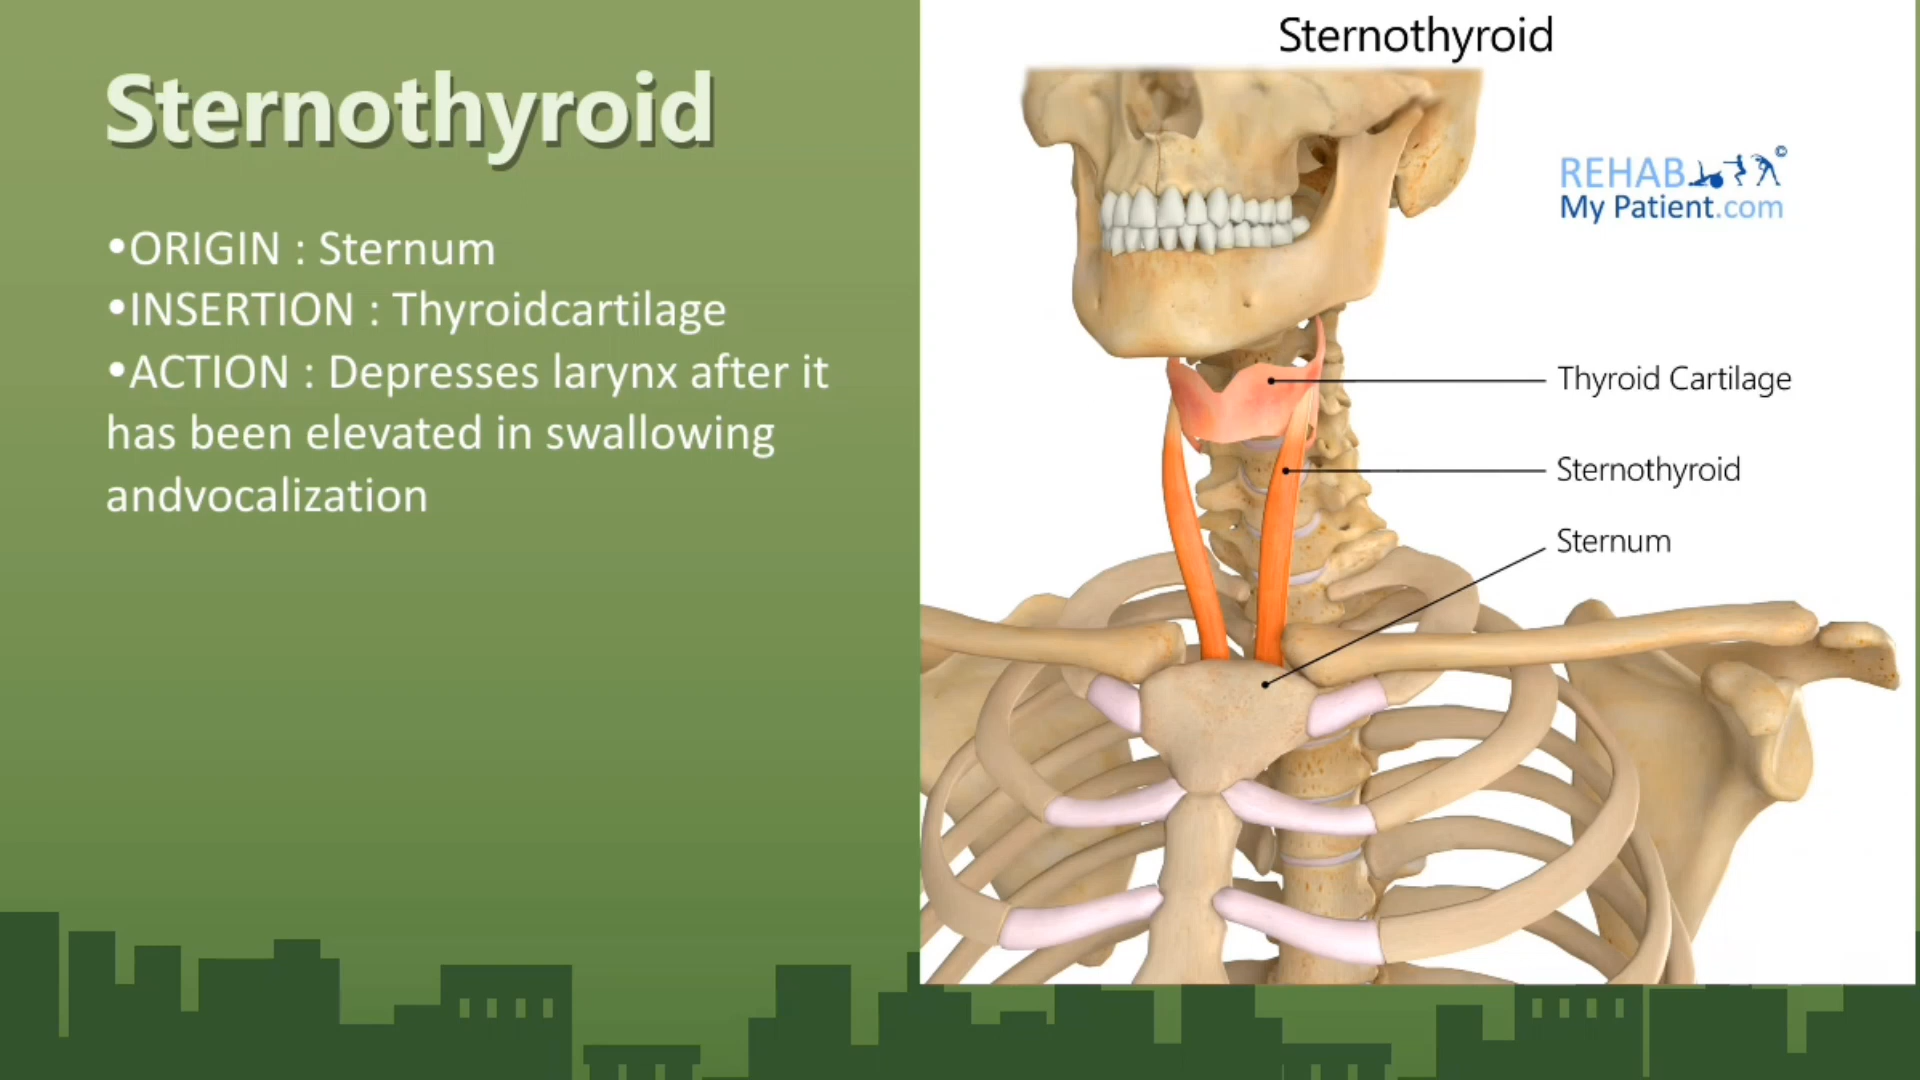 Sternothyroid
•ORIGIN : Sternum
•INSERTION : Thyroidcartilage
•ACTION : Depresses larynx after it
has been elevated in swallowing
andvocalization
Sternothyroid
REHAB ©
My Patient.com
Thyroid Cartilage
Sternothyroid
Sternum